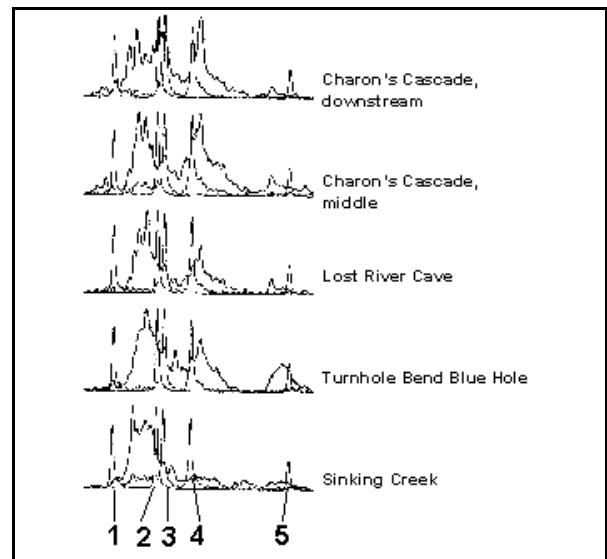 Charon's Cascade,
downstream
Charon's Cascade,
middle
Lost River Cave
Turnhole Bend Blue Hole
Sinking Creek
1 2 3 4 5